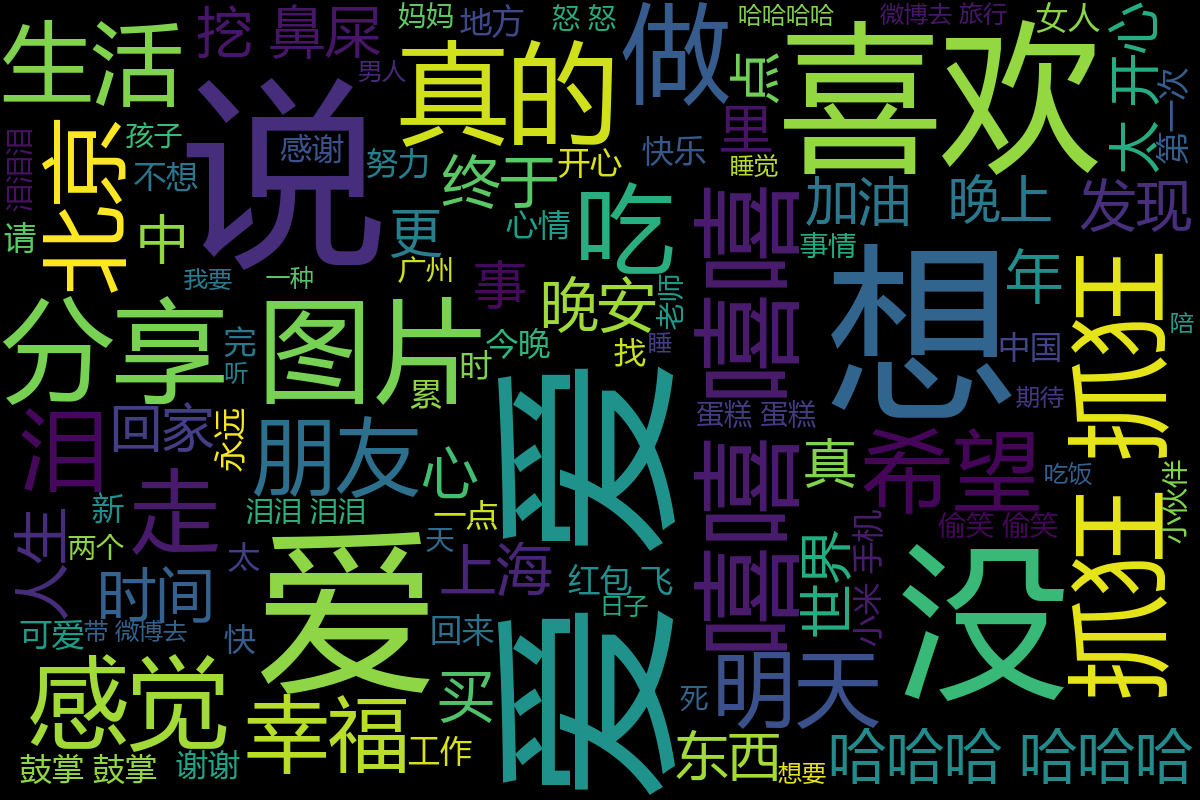 生活
挖 鼻屎
妈妈
地方
怒 怒
做
哈哈哈哈
微博去 旅行
女人
太 开心
喜欢
真的
男人
点
第一次
说
北京
泪泪泪
孩子
感谢
努力
终于
开心
快乐
里
睡觉
不想
加油
晚上
发现
请
中
更
心情
吃
嘻嘻 嘻嘻
事情
想
年
抓狂 抓狂
我要
一种
广州
事
晚安
老师
分享
图片
完
听
时
今晚
找
睡
中国
陪
累
爱 爱
蛋糕 蛋糕
期待
泪
回家
永远
朋友
心
真
希望
吃饭
小伙伴
新
走
泪泪 泪泪
一点
天
偷笑 偷笑
人生
两个
太
上海
红包 飞
世界
小米 手机
没
时间
爱
日子
可爱
带 微博去
快
回来
感觉
幸福
买
死
明天
鼓掌 鼓掌
谢谢
工作
东西
想要
哈哈哈 哈哈哈